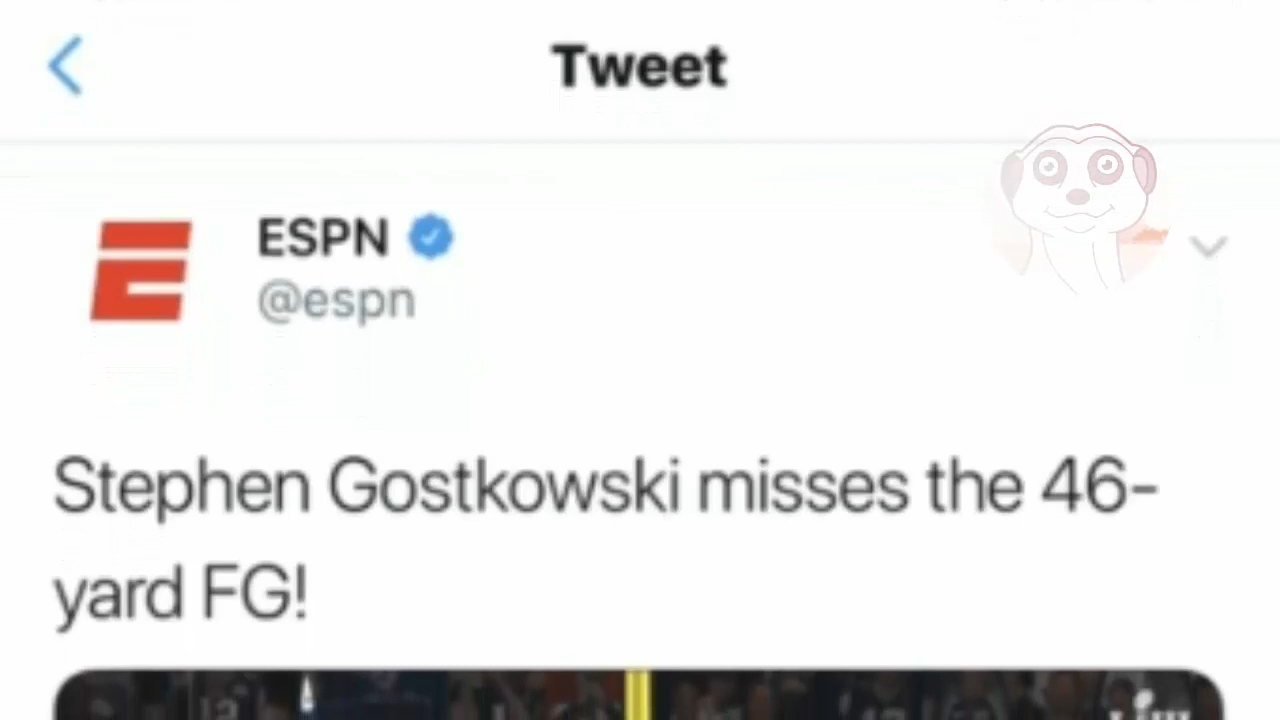 Tweet
ESPN
@espn
Stephen Gostkowski misses the 46-
yard FG!